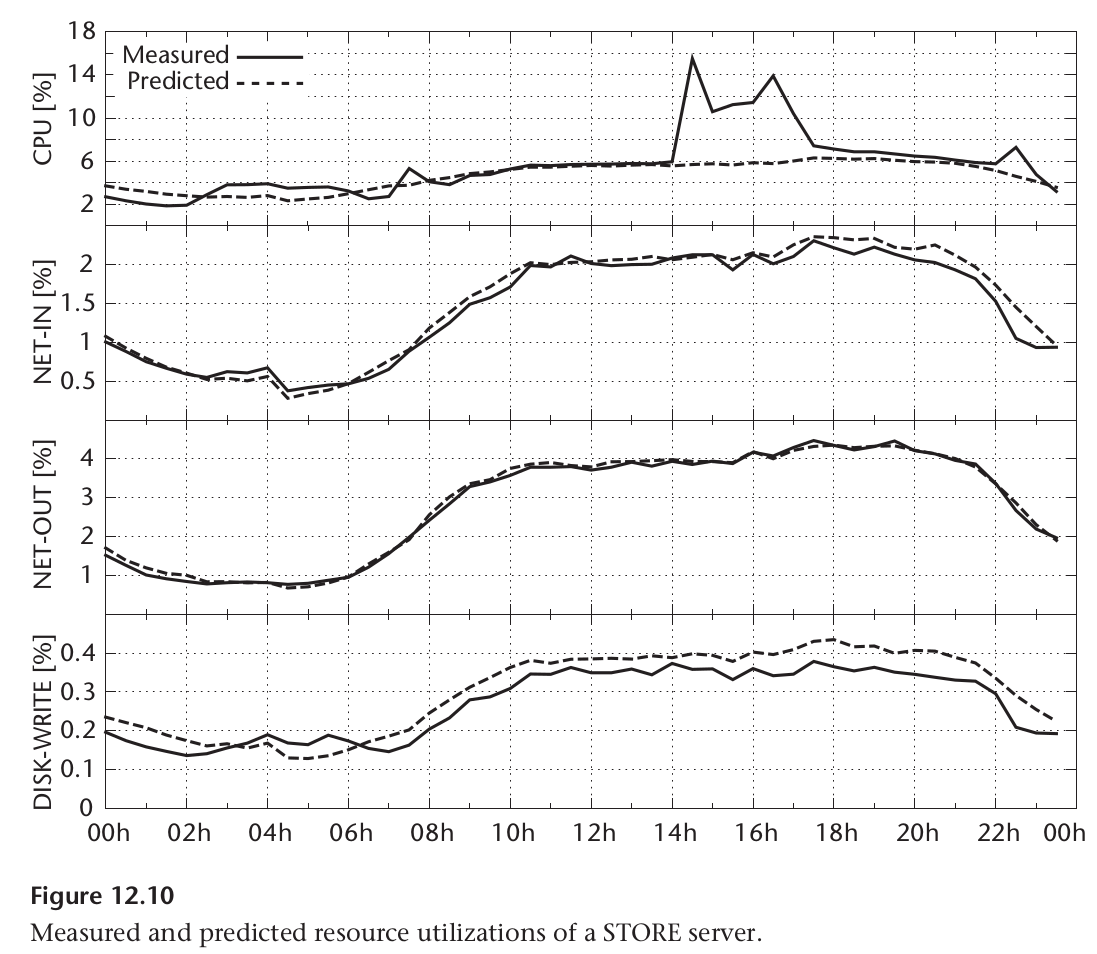 18
14
10
6
2
CPU [%]
Measured
Predicted
2
1.5
1
0.5
NET-IN [%]
4
3
2
1
NET-OUT [%]
0.4
0.3
0.2
0.1
0
DISK-WRITE [%]
00h 02h 04h 06h 08h 10h 12h 14h 16h 18h 20h 22h 00h
Figure 12.10
Measured and predicted resource utilizations of a STORE server.